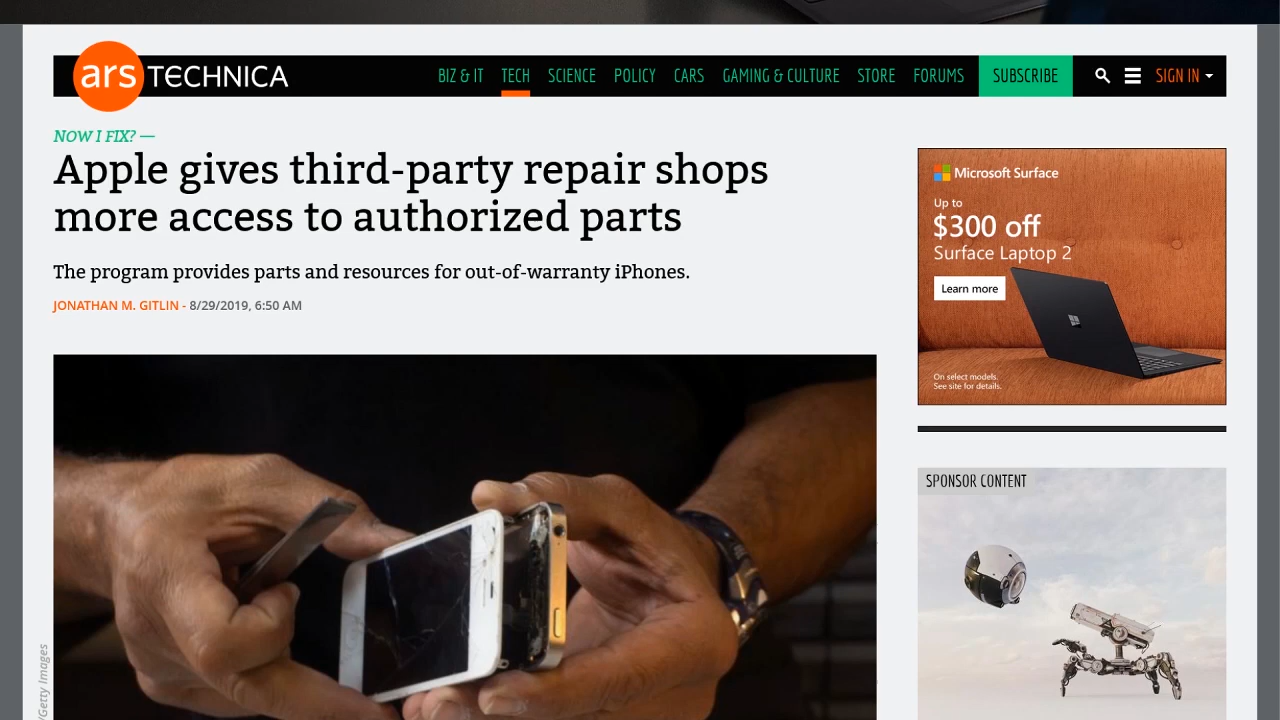 ars TECHNICA
BIZ & IT TECH SCIENCE POLICY CARS GAMING & CULTURE STORE FORUMS SUBSCRIBE SIGN IN
NOW I FIX? —
Apple gives third-party repair shops
more access to authorized parts
The program provides parts and resources for out-of-warranty iPhones.
JONATHAN M. GITLIN - 8/29/2019, 6:50 AM
/Getty Images
Microsoft Surface
Up to
$300 off
Surface Laptop 2
Learn more
On select models.
See site for details.
SPONSOR CONTENT